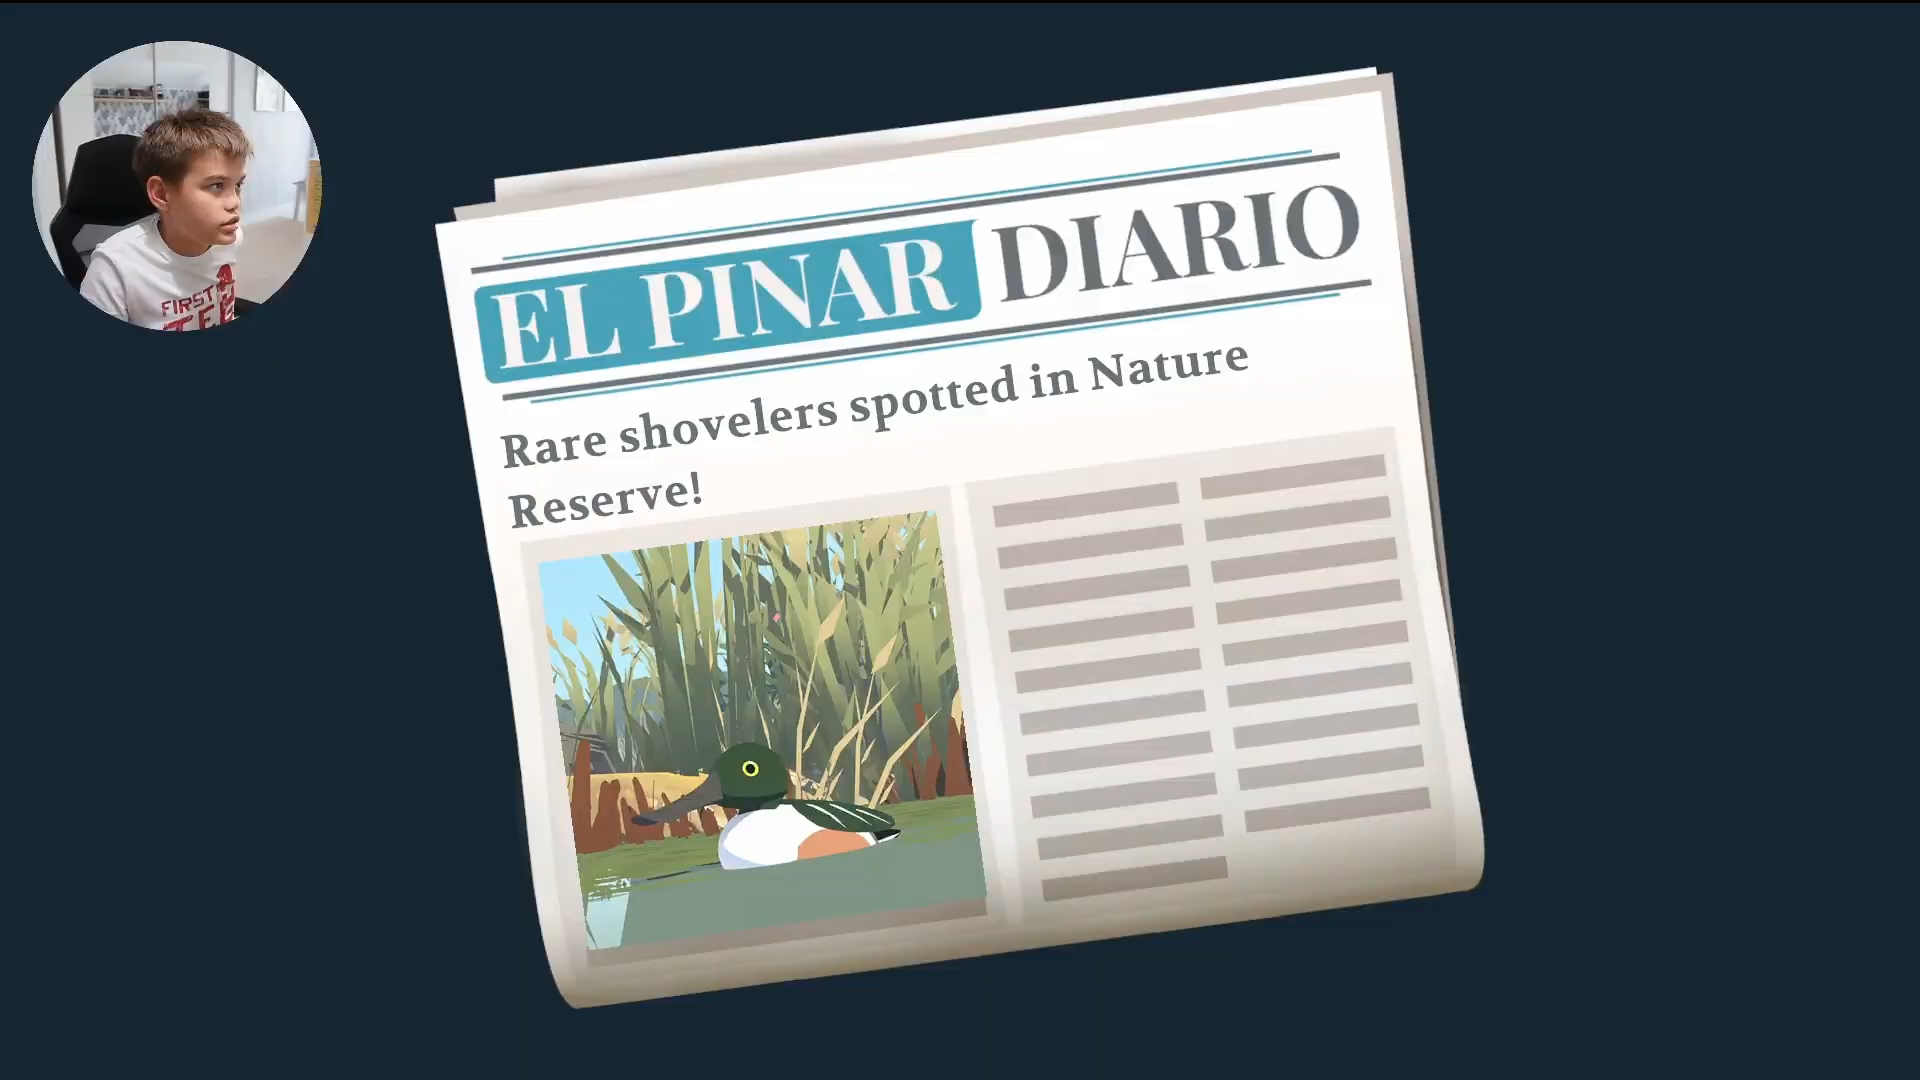 EL PINAR DIARIO
Rare shovelers spotted in Nature
Reserve!
FIRST